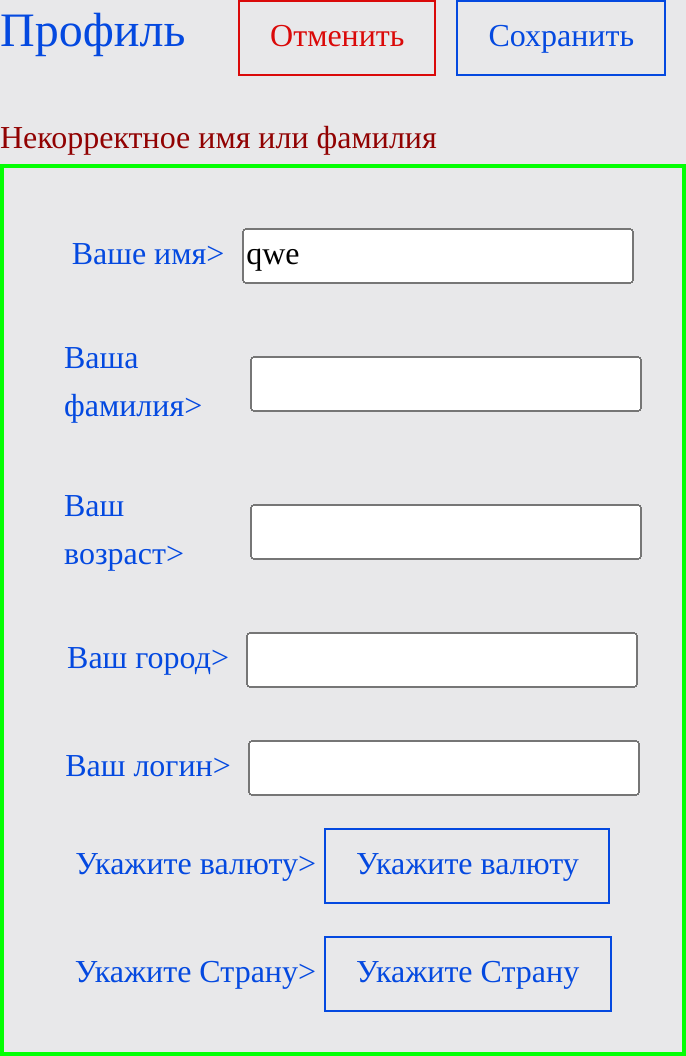 Профиль Отменить Сохранить
Некорректное имя или фамилия
Ваше имя> qwe
Ваша
фамилия>
Ваш
возраст>
Ваш город>
Ваш логин>
Укажите валюту> Укажите валюту
Укажите Страну> Укажите Страну